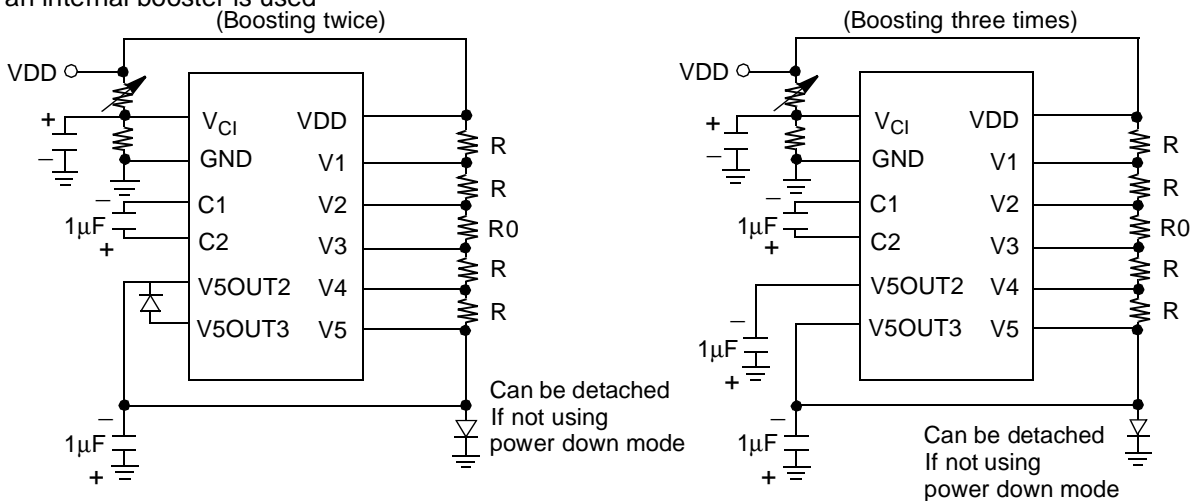 an internal booster is used
(Boosting twice)
VDD
+
−
VCI
GND
C1
C2
V5OUT2
V5OUT3
VDD
V1
V2
V3
V4
V5
R
R
R0
R
R
−
1µF
+
−
1µF
+
Can be detached
If not using
power down mode
(Boosting three times)
VDD
+
−
VCI
GND
C1
C2
V5OUT2
V5OUT3
VDD
V1
V2
V3
V4
V5
R
R
R0
R
R
−
1µF
+
−
1µF
+
−
1µF
+
Can be detached
If not using
power down mode